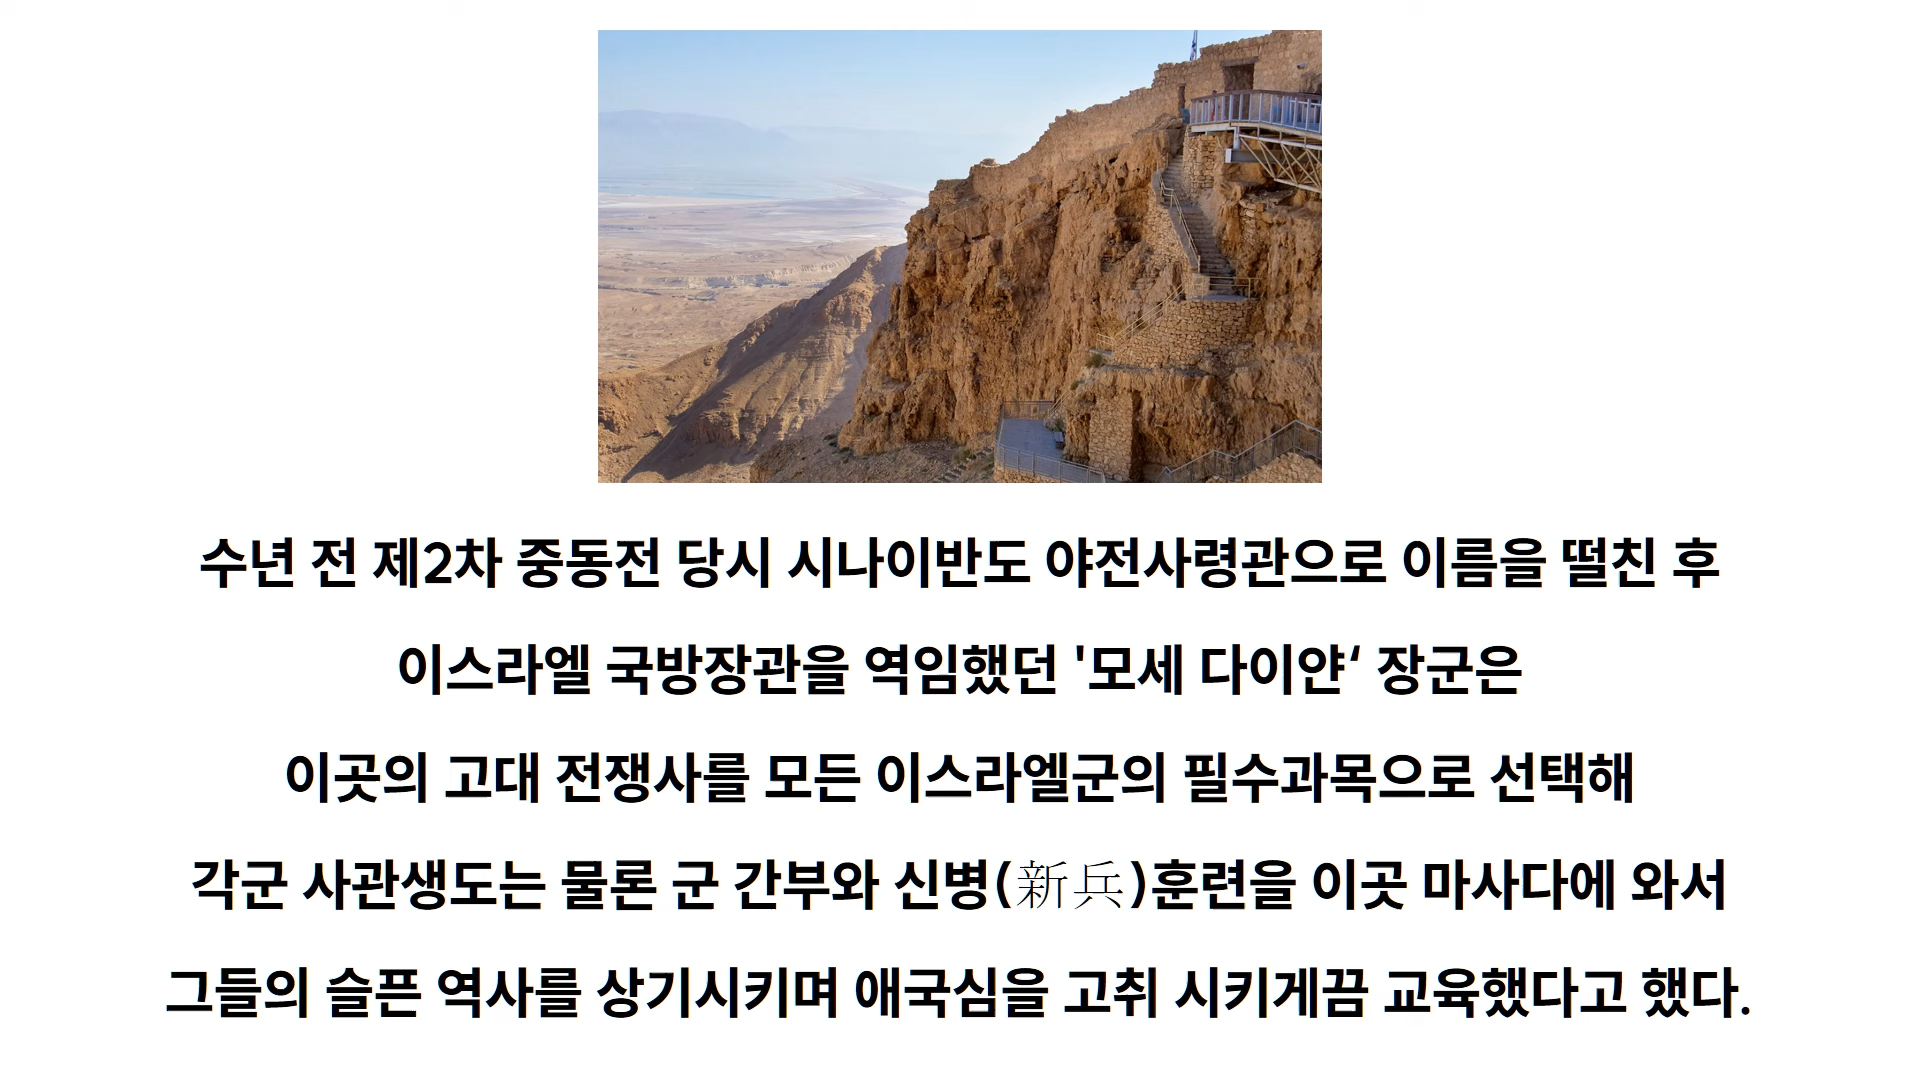 수년 전 제2차 중동전 당시 시나이반도 야전사령관으로 이름을 떨친 후
이스라엘 국방장관을 역임했던 '모세 다이얀‘ 장군은
이곳의 고대 전쟁사를 모든 이스라엘군의 필수과목으로 선택해
각군 사관생도는 물론 군 간부와 신병(新兵)훈련을 이곳 마사다에 와서
그들의 슬픈 역사를 상기시키며 애국심을 고취 시키게끔 교육했다고 했다.